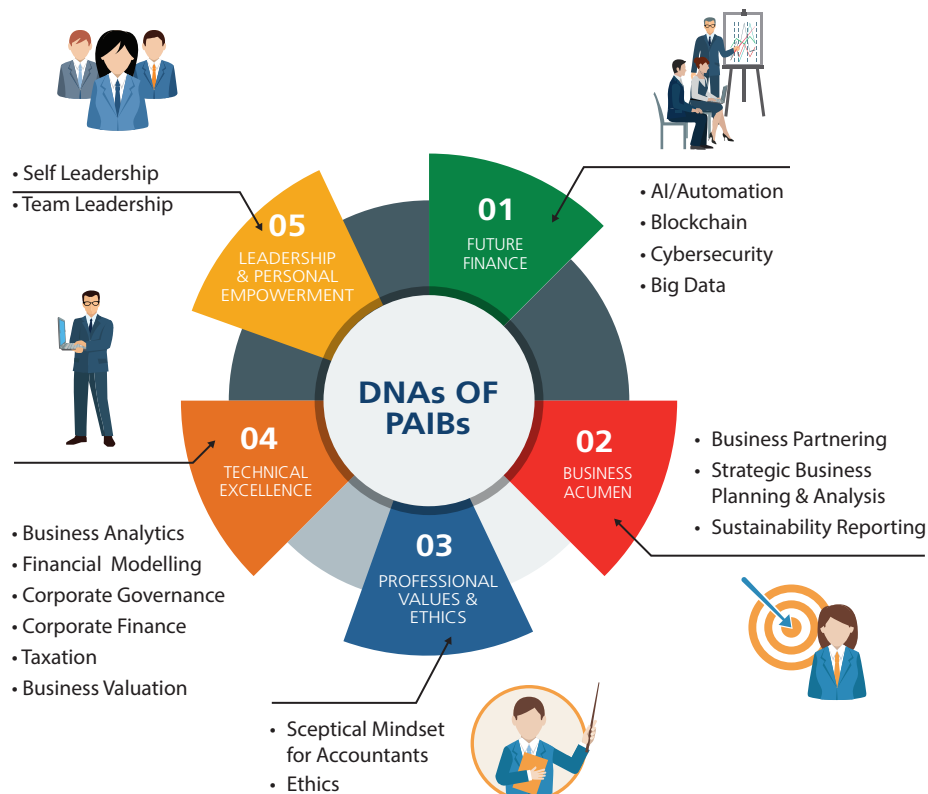 DNAs OF
PAIBs
01
FUTURE
FINANCE
• AI/Automation
• Blockchain
• Cybersecurity
• Big Data
02
BUSINESS
ACUMEN
• Business Partnering
• Strategic Business
Planning & Analysis
• Sustainability Reporting
03
PROFESSIONAL
VALUES &
ETHICS
• Sceptical Mindset
for Accountants
• Ethics
04
TECHNICAL
EXCELLENCE
• Business Analytics
• Financial Modelling
• Corporate Governance
• Corporate Finance
• Taxation
• Business Valuation
05
LEADERSHIP
& PERSONAL
EMPOWERMENT
• Self Leadership
• Team Leadership